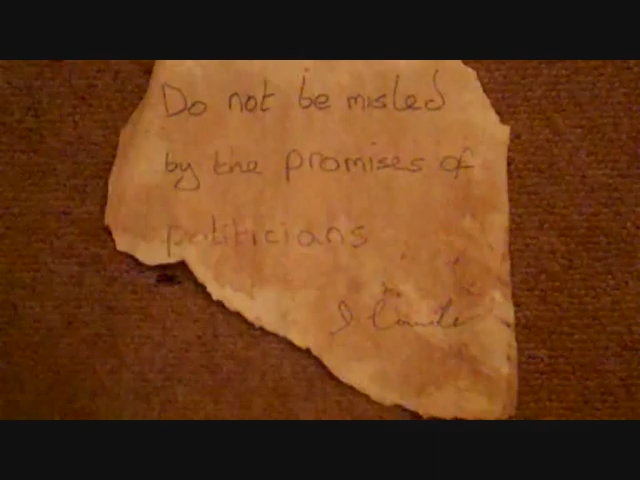 Do not be misled
by the promises of
politicians
I